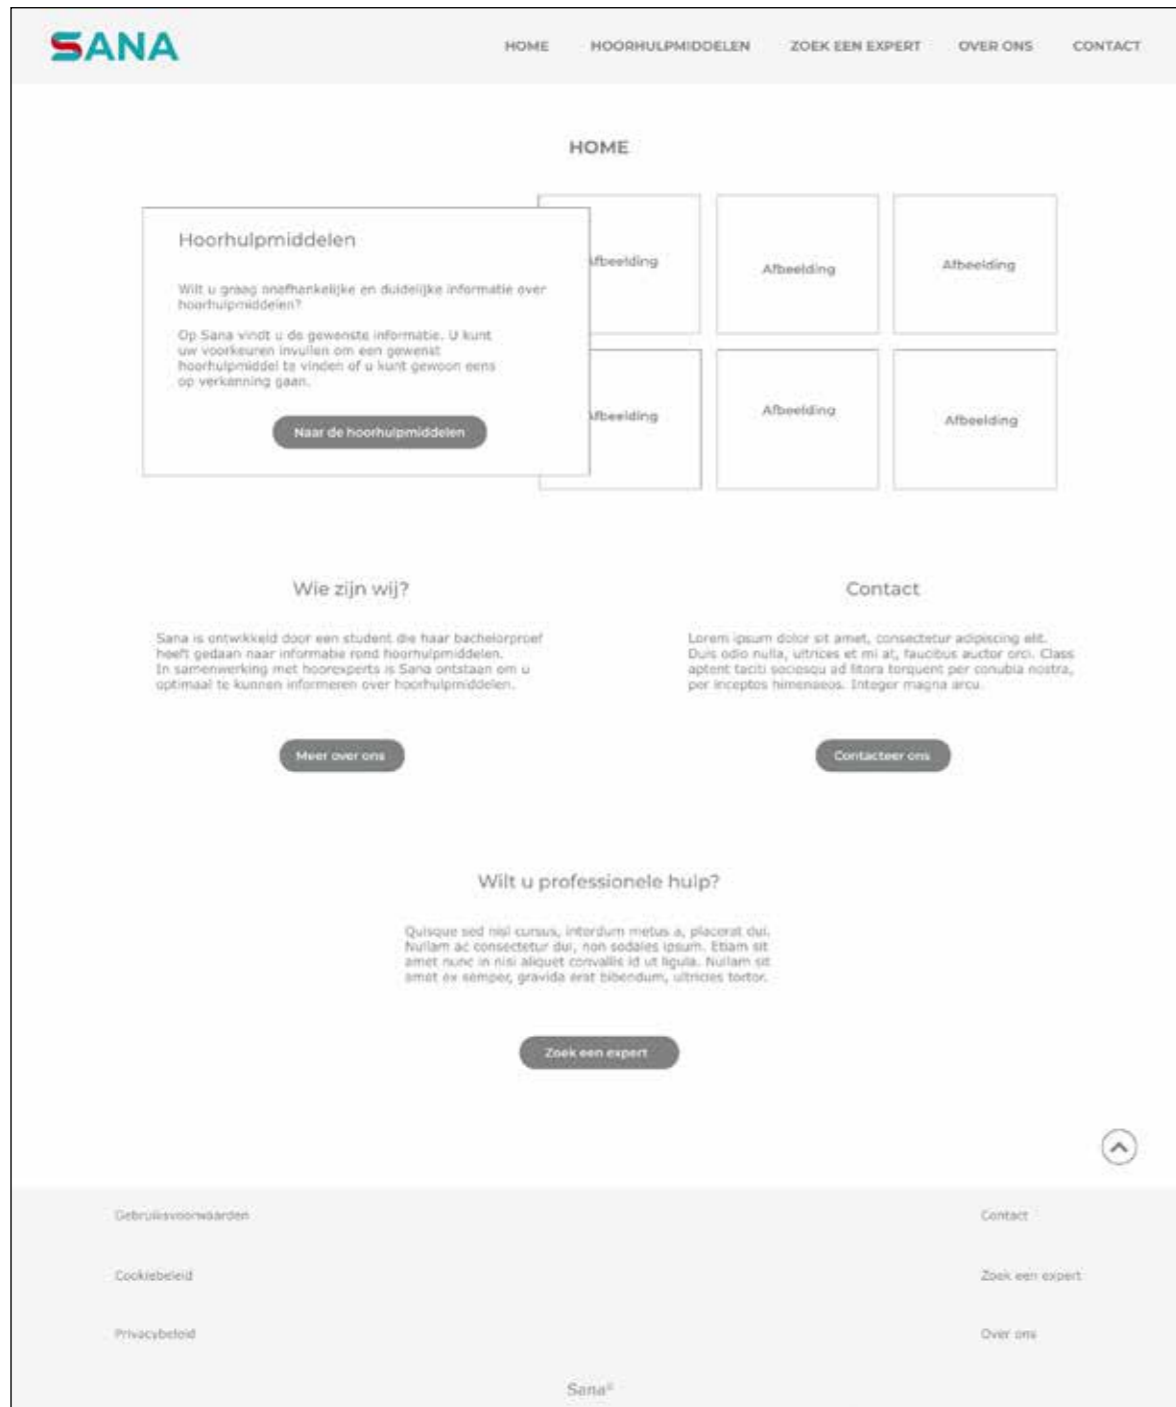 SANA
HOME HOORHULPMIDDELEN ZOEK EEN EXPERT OVER ONS CONTACT
HOME
Hoorhulpmiddelen
Wilt u graag onafhankelijke en duidelijke informatie over
hoorhulpmiddelen?
Op Sana vindt u de gewenste informatie. U kunt
uw voorkeuren invullen om een gewenst
hoorhulpmiddel te vinden of u kunt gewoon eens
op verkenning gaan.
Naar de hoorhulpmiddelen
Afbeelding
Afbeelding
Afbeelding
Afbeelding
Afbeelding
Afbeelding
Wie zijn wij?
Sana is ontwikkeld door een student die haar bachelorproef
heeft gedaan naar informatie rond hoorhulpmiddelen.
In samenwerking met hoorexperts is Sana ontstaan om u
optimaal te kunnen informeren over hoorhulpmiddelen.
Meer over ons
Contact
Lorem ipsum dolor sit amet, consectetur adipiscing elit.
Duis odio nulla, ultrices et mi at, faucibus auctor orci. Class
aptent taciti sociosqu ad litora torquent per conubia nostra,
per inceptos himenaeos. Integer magna arcu.
Contacteer ons
Wilt u professionele hulp?
Quisque sed nisl cursus, interdum metus a, placerat dui.
Nullam ac consectetur dui, non sodales ipsum. Etiam sit
amet nunc in nisi aliquet convallis id ut ligula. Nullam sit
amet ex semper, gravida erat bibendum, ultricies tortor.
Zoek een expert
Gebruiksvoorwaarden
Contact
Cookiebeleid
Zoek een expert
Privacybeleid
Over ons
Sana®